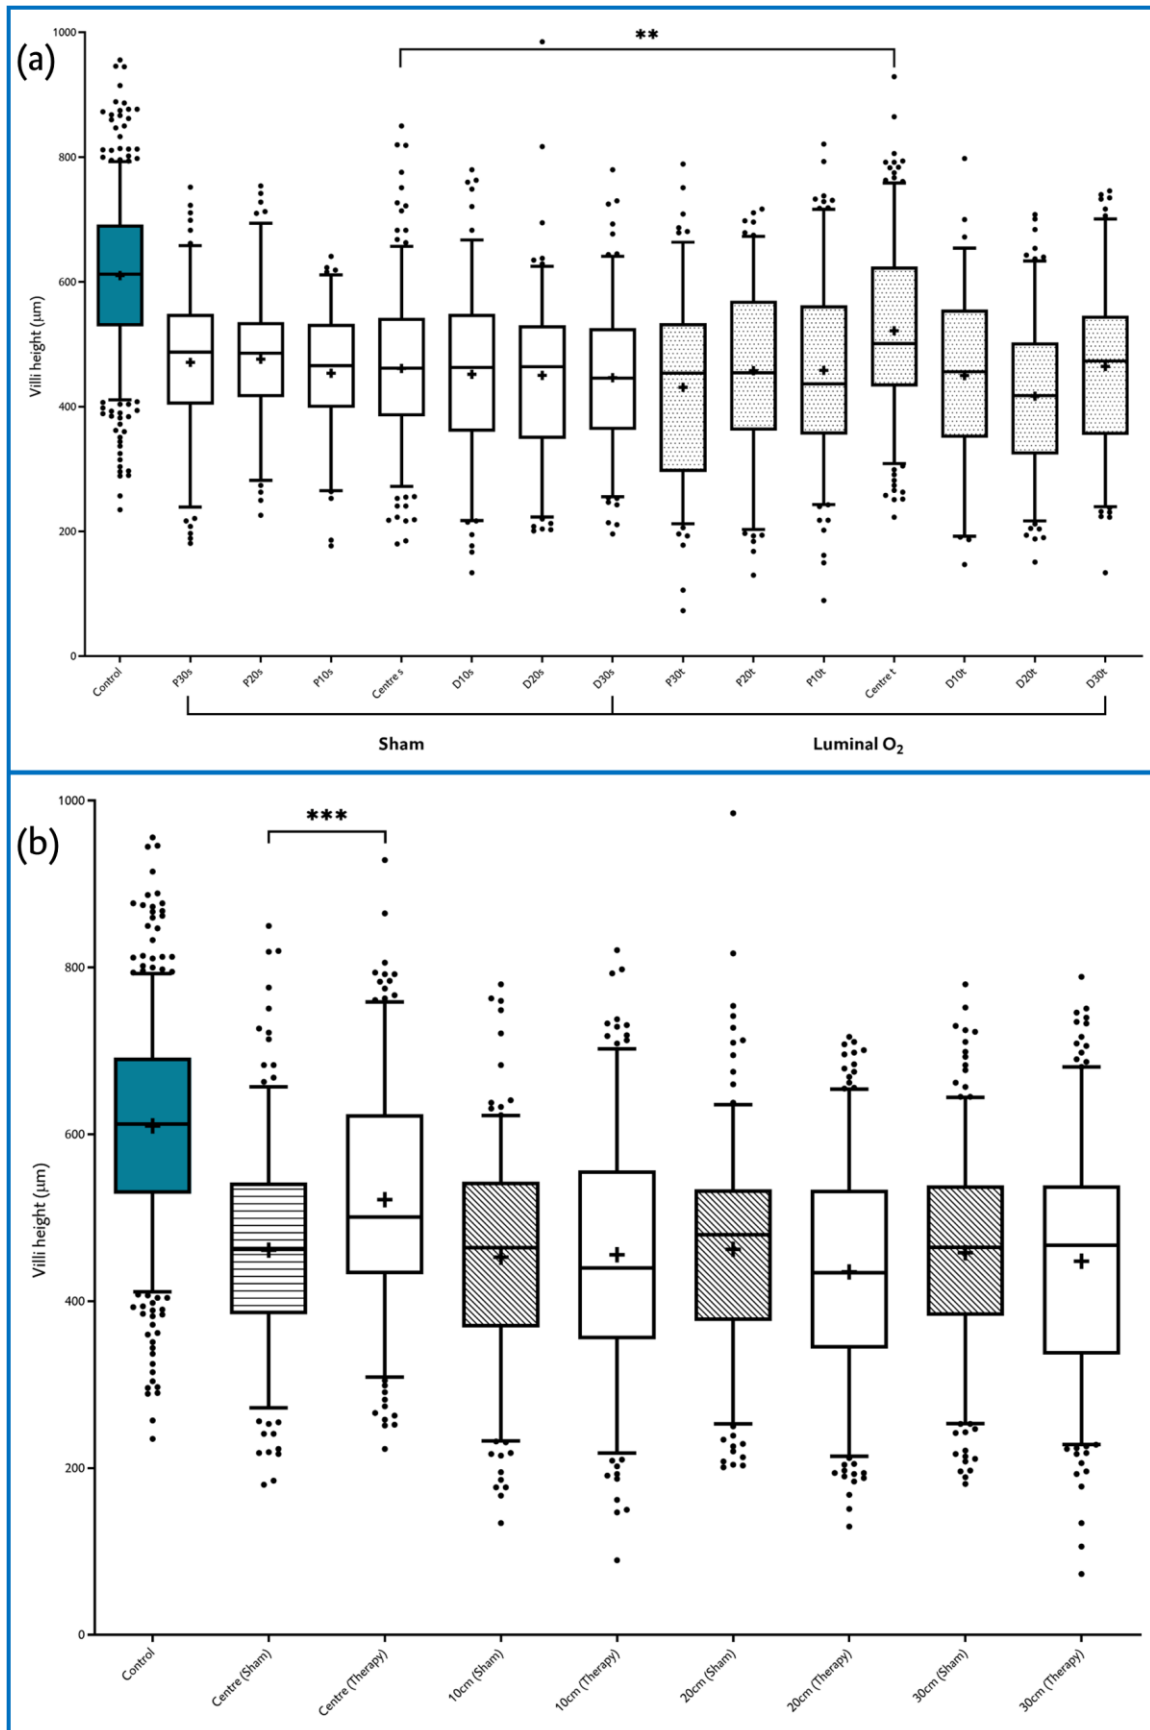 (a)
**
1000
800
600
400
200
0
Villi height (μm)
Control
P30s
P20s
P10s
Centre s
D10s
D20s
D30s
P30t
P20t
P10t
Centre t
D10t
D20t
D30t
Sham
Luminal O₂
(b)
***
1000
800
600
400
200
0
Villi height (μm)
Control
Centre (Sham)
Centre (Therapy)
10cm (Sham)
10cm (Therapy)
20cm (Sham)
20cm (Therapy)
30cm (Sham)
30cm (Therapy)